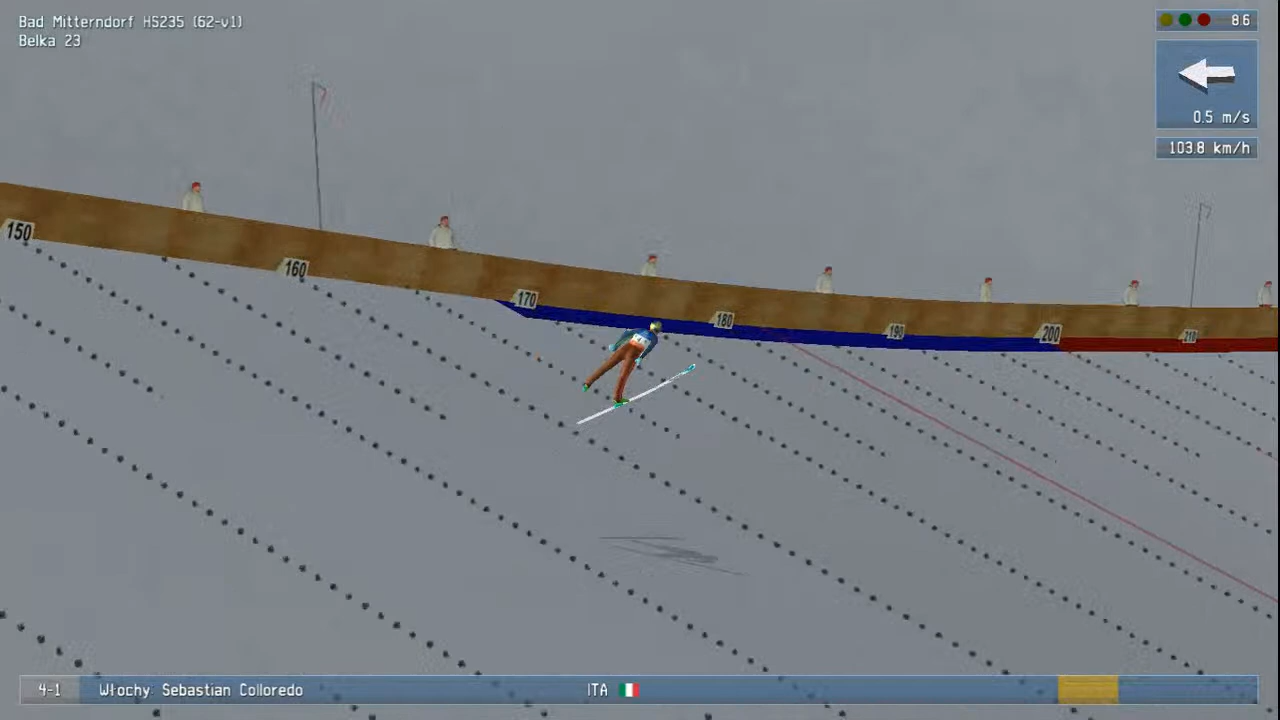 Bad Mitterndorf HS235 (62-v1)
Belka 23
8.6
0.5 m/s
103.8 km/h
150
160
170
180
190
200
210
4-1 Włochy: Sebastian Colloredo ITA